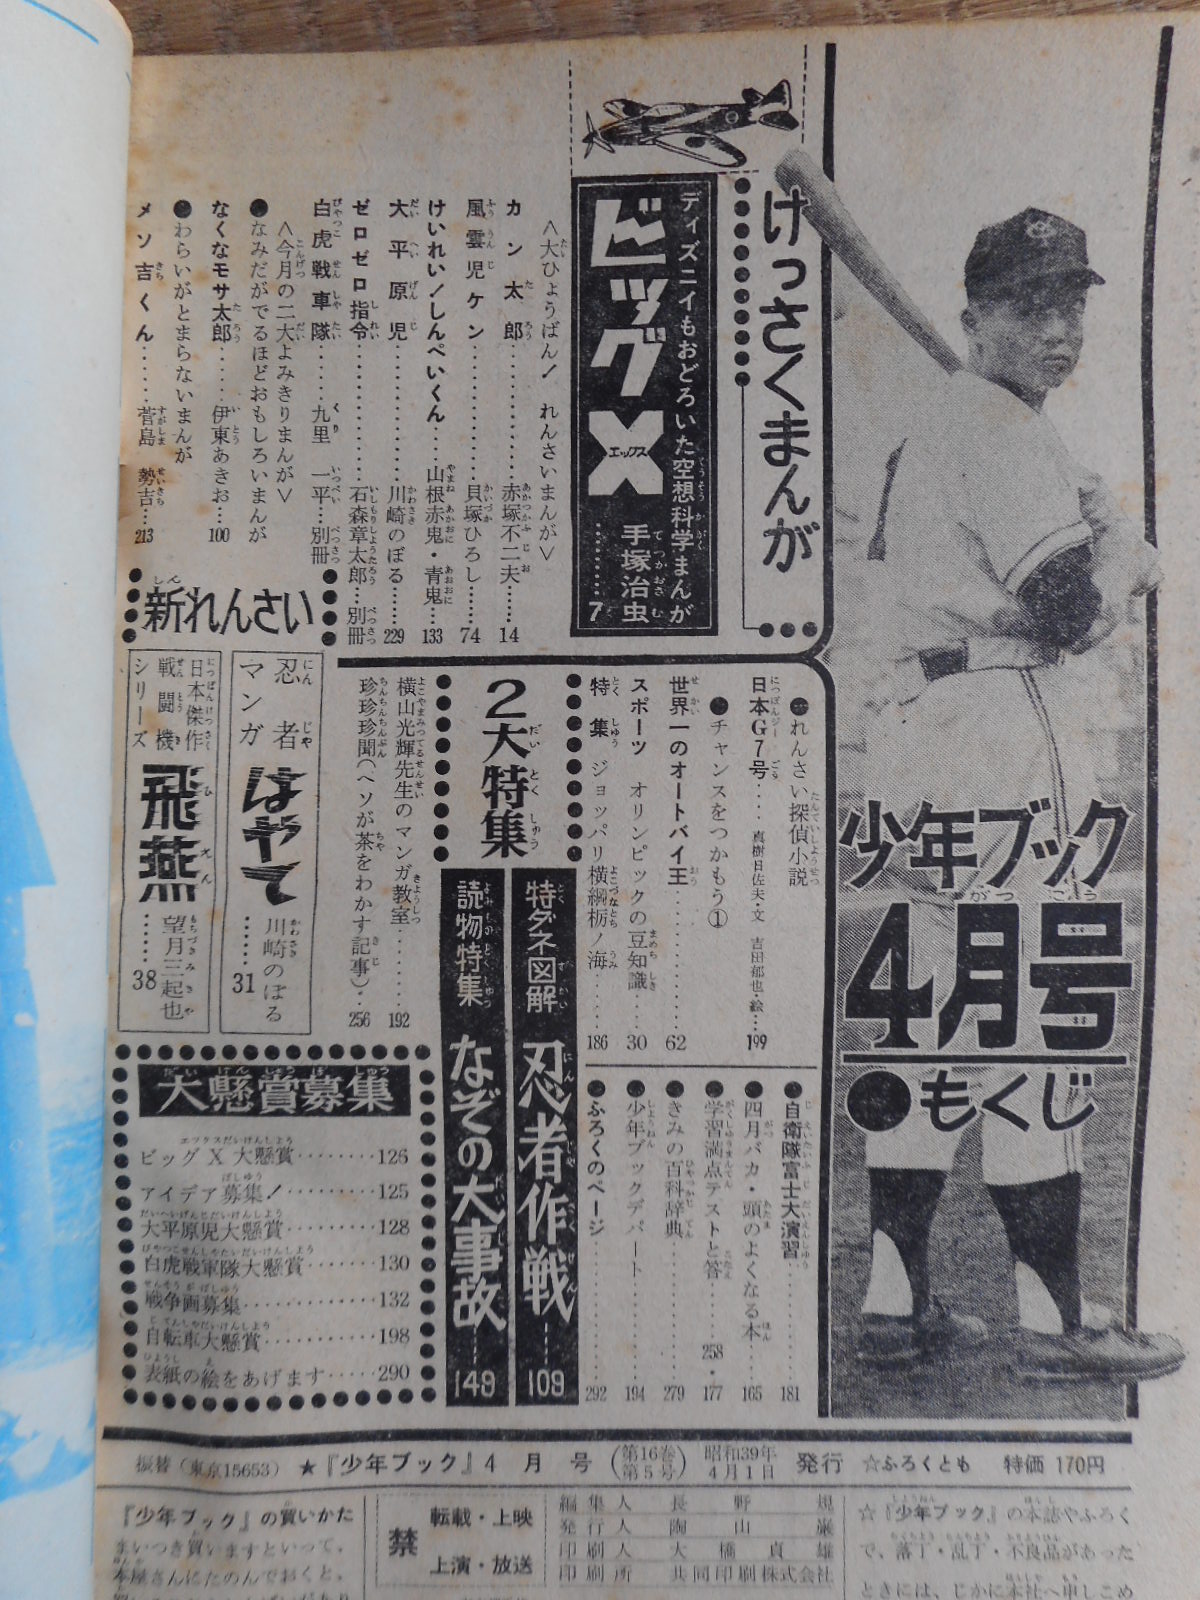 少年ブック
4月号
●もくじ
けっさくまんが
ディズニイもおどろいた空想科学まんが
ビッグX
エックス
手塚治虫
………7
<大ひょうばん! れんさいまんが>
カン太郎………赤塚不二夫……14
風雲児ケン………貝塚ひろし……74
けいれい!しんぺいくん…山根赤鬼・青鬼…133
大平原児………川崎のぼる……229
ゼロゼロ指令………石森章太郎…別冊
白虎戦車隊……九里一平…別冊
<今月の二大よみきりまんが>
●なみだがでるほどおもしろいまんが
なくなモサ太郎……伊東あきお…100
●わらいがとまらないまんが
メソ吉くん……菅島 勢吉…213
新れんさい
忍者マンガ
はやて
川崎のぼる
……31
日本傑作戦闘機シリーズ
飛燕
望月三起也
……38
●れんさい探偵小説
日本G7号… 真樹日佐夫・文 吉田郁也・絵…199
●チャンスをつかもう①
世界一のオートバイ王………62
スポーツ オリンピックの豆知識……30
特集 ジョッパリ横綱栃ノ海……186
2大特集
特ダネ図解 忍者作戦……109
読物特集 なぞの大事故……149
横山光輝先生のマンガ教室………192
珍珍珍聞(ヘソが茶をわかす記事)…256
●自衛隊富士大演習………181
●四月バカ・頭のよくなる本…165
●学習満点テストと答……258・177
●きみの百科辞典………279
●少年ブックデパート………194
●ふろくのページ………292
大懸賞募集
ビッグX大懸賞………126
アイデア募集!………125
大平原児大懸賞………128
白虎戦車隊大懸賞………130
戦争画募集………132
自転車大懸賞………198
表紙の絵をあげます……290
振替(東京15653) ★『少年ブック』4月号(第16巻第5号)昭和39年4月1日 発行 ☆ふろくとも 特価 170円
『少年ブック』の買いかた
まいつき買いますといって、
本屋さんにたのんでおくと、
禁
転載・上映
上演・放送
編集人 長野規
発行人 陶山巌
印刷人 大橋貞雄
印刷所 共同印刷株式会社
☆『少年ブック』の本誌やふろく
で、落丁・乱丁・不良品があった
ときには、じかに本社へ申しこめ